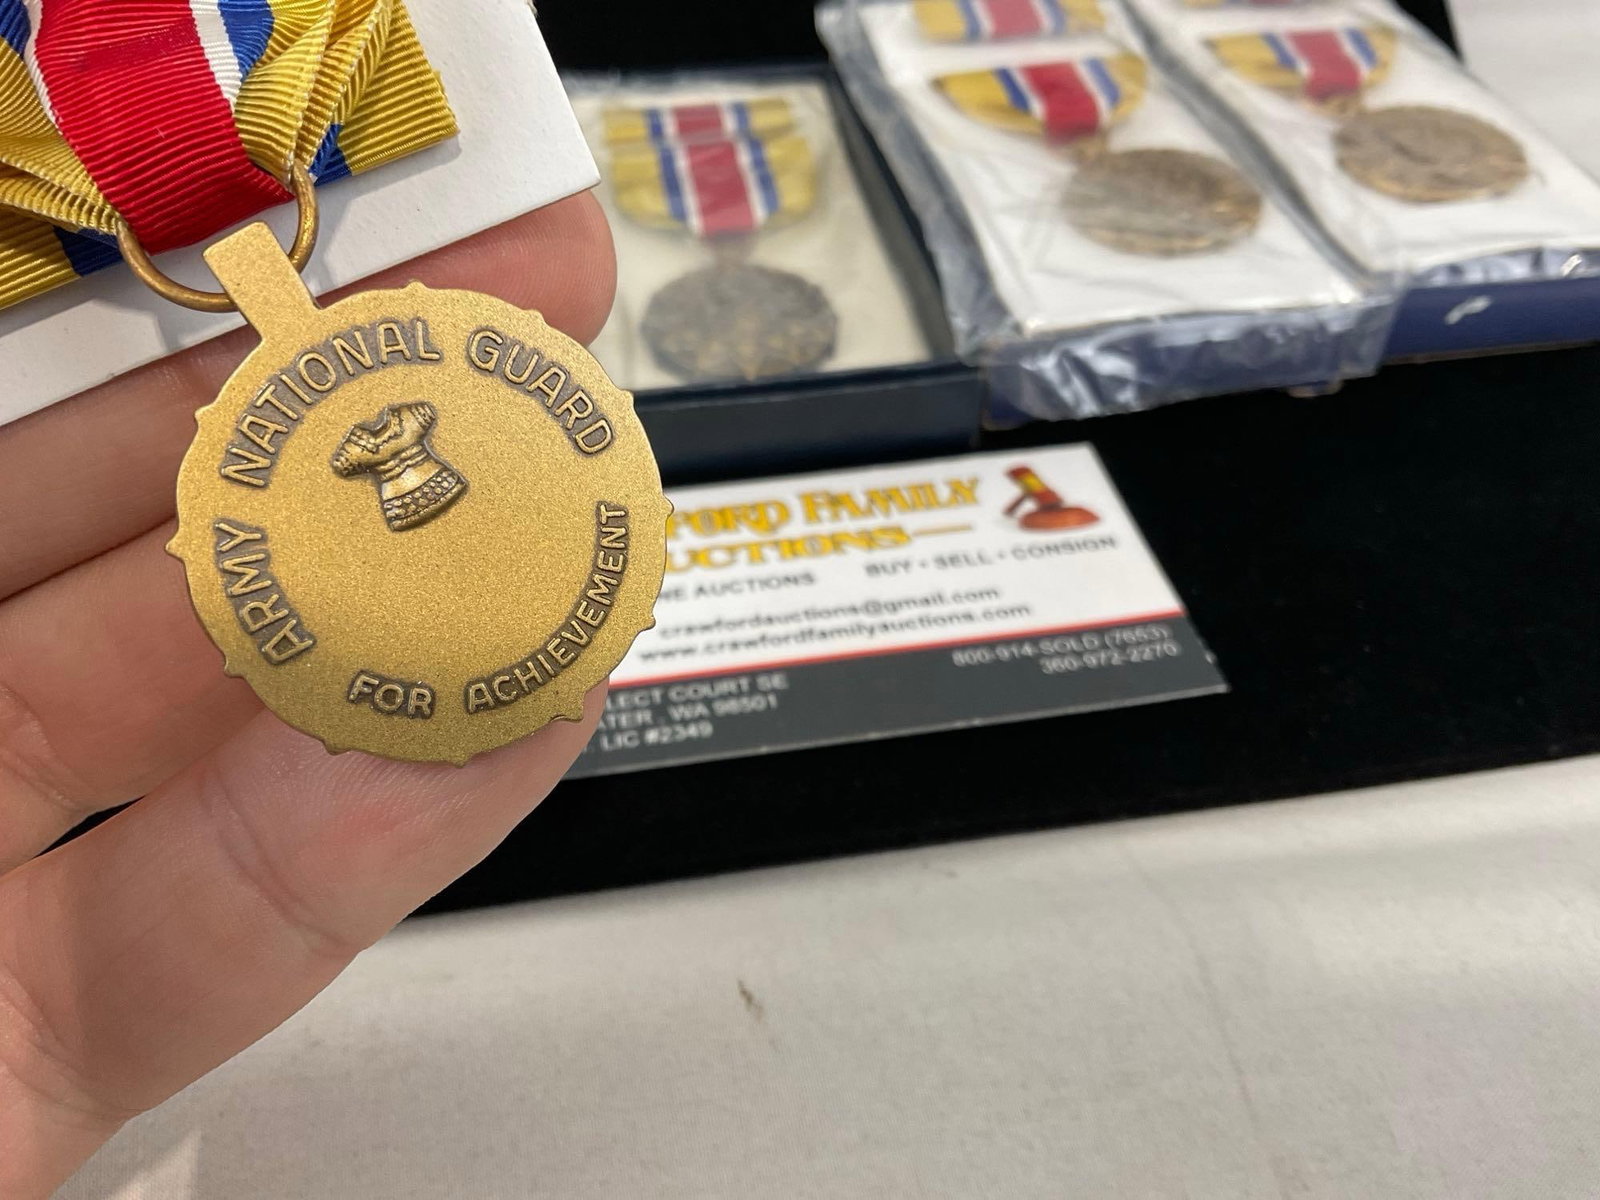 ARMY NATIONAL GUARD
FOR ACHIEVEMENT
FORD FAMILY
UCTIONS
NE AUCTIONS BUY • SELL • CONSIGN
crawfordauctions@gmail.com
www.crawfordfamilyauctions.com
800-914-SOLD (7653)
360-972-2270
LECT COURT SE
ATER, WA 98501
LIC #2349